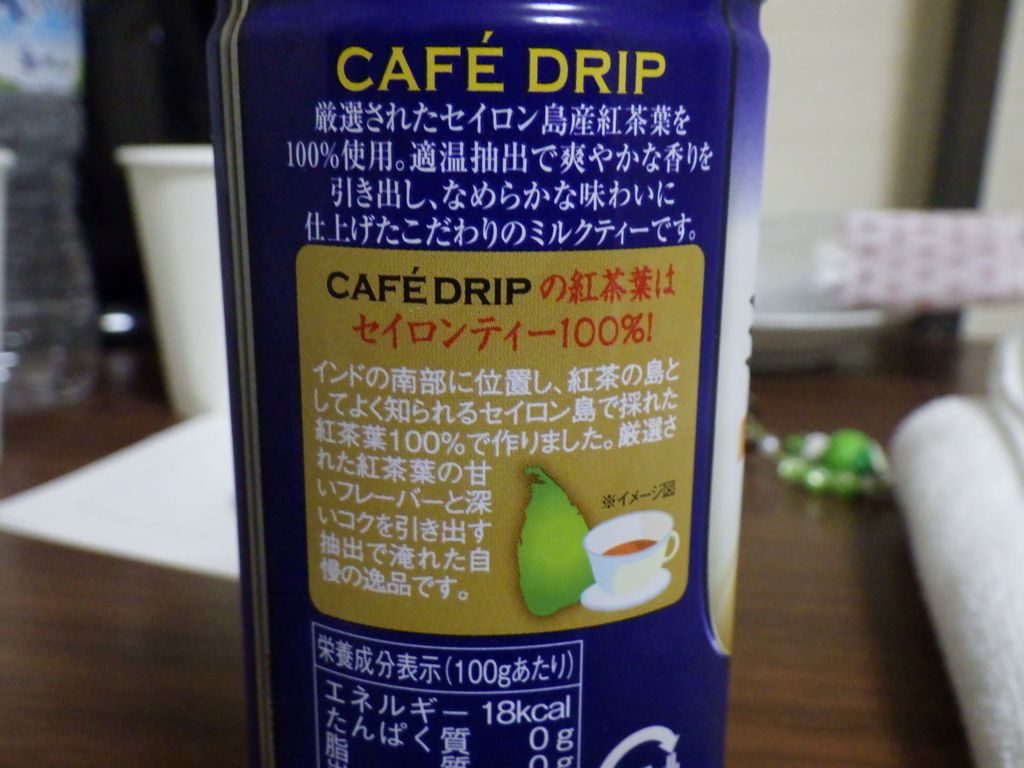 CAFÉ DRIP
厳選されたセイロン島産紅茶葉を
100%使用。適温抽出で爽やかな香りを
引き出し、なめらかな味わいに
仕上げたこだわりのミルクティーです。
CAFÉ DRIPの紅茶葉は
セイロンティー100%!
インドの南部に位置し、紅茶の島と
してよく知られるセイロン島で採れた
紅茶葉100%で作りました。厳選さ
れた紅茶葉の甘
いフレーバーと深
いコクを引き出す
抽出で淹れた自
慢の逸品です。
※イメージ図
栄養成分表示(100gあたり)
エネルギー 18kcal
たんぱく質 0g
脂 質 0g